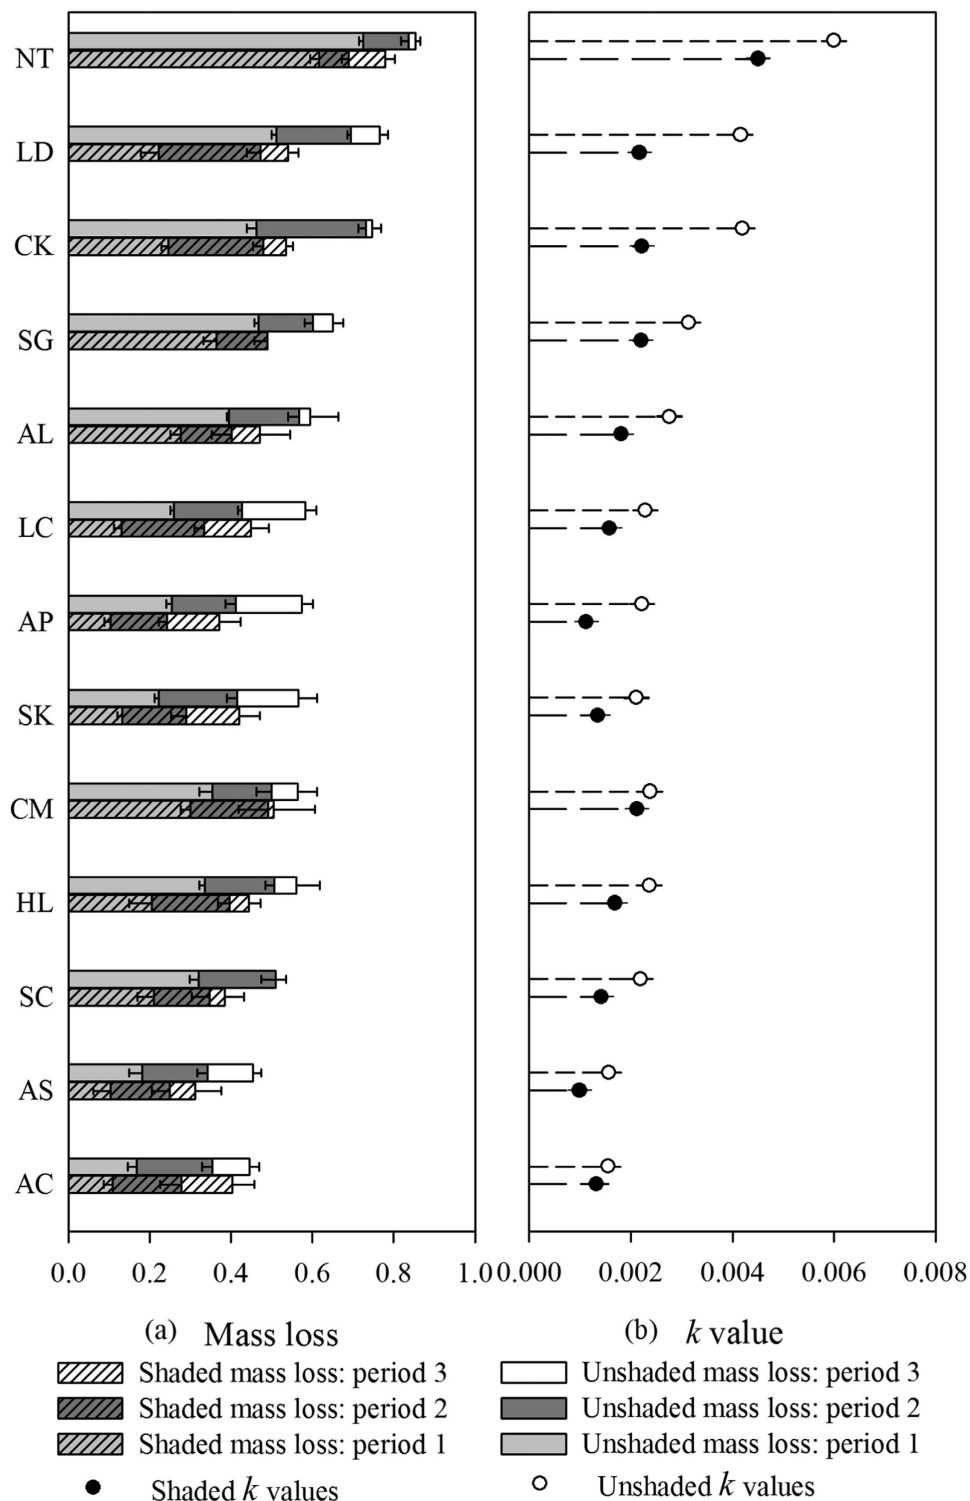 NT
LD
CK
SG
AL
LC
AP
SK
CM
HL
SC
AS
AC
0.0 0.2 0.4 0.6 0.8 1.0 0.000 0.002 0.004 0.006 0.008
(a) Mass loss (b) k value
Shaded mass loss: period 3 Unshaded mass loss: period 3
Shaded mass loss: period 2 Unshaded mass loss: period 2
Shaded mass loss: period 1 Unshaded mass loss: period 1
Shaded k values Unshaded k values